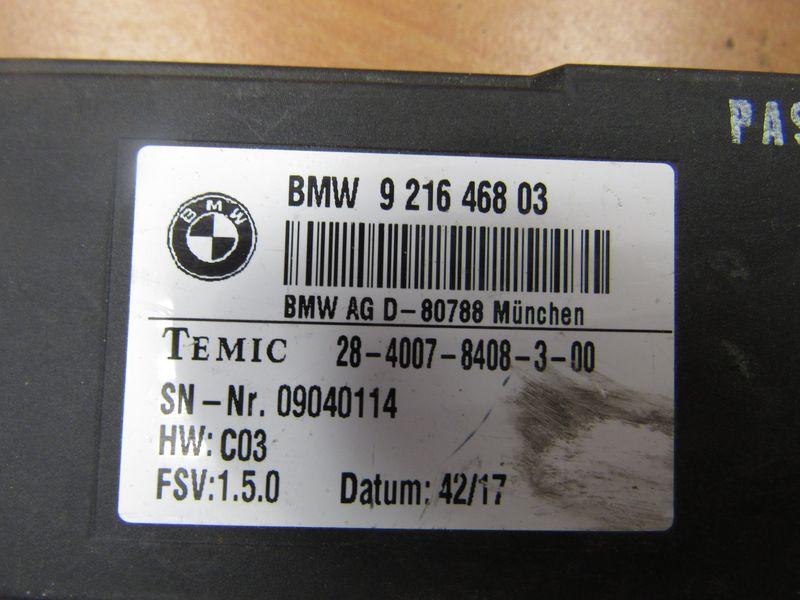 PAS
BMW
BMW 9 216 468 03
BMW AG D-80788 München
TEMIC 28-4007-8408-3-00
SN-Nr. 09040114
HW: C03
FSV:1.5.0 Datum: 42/17